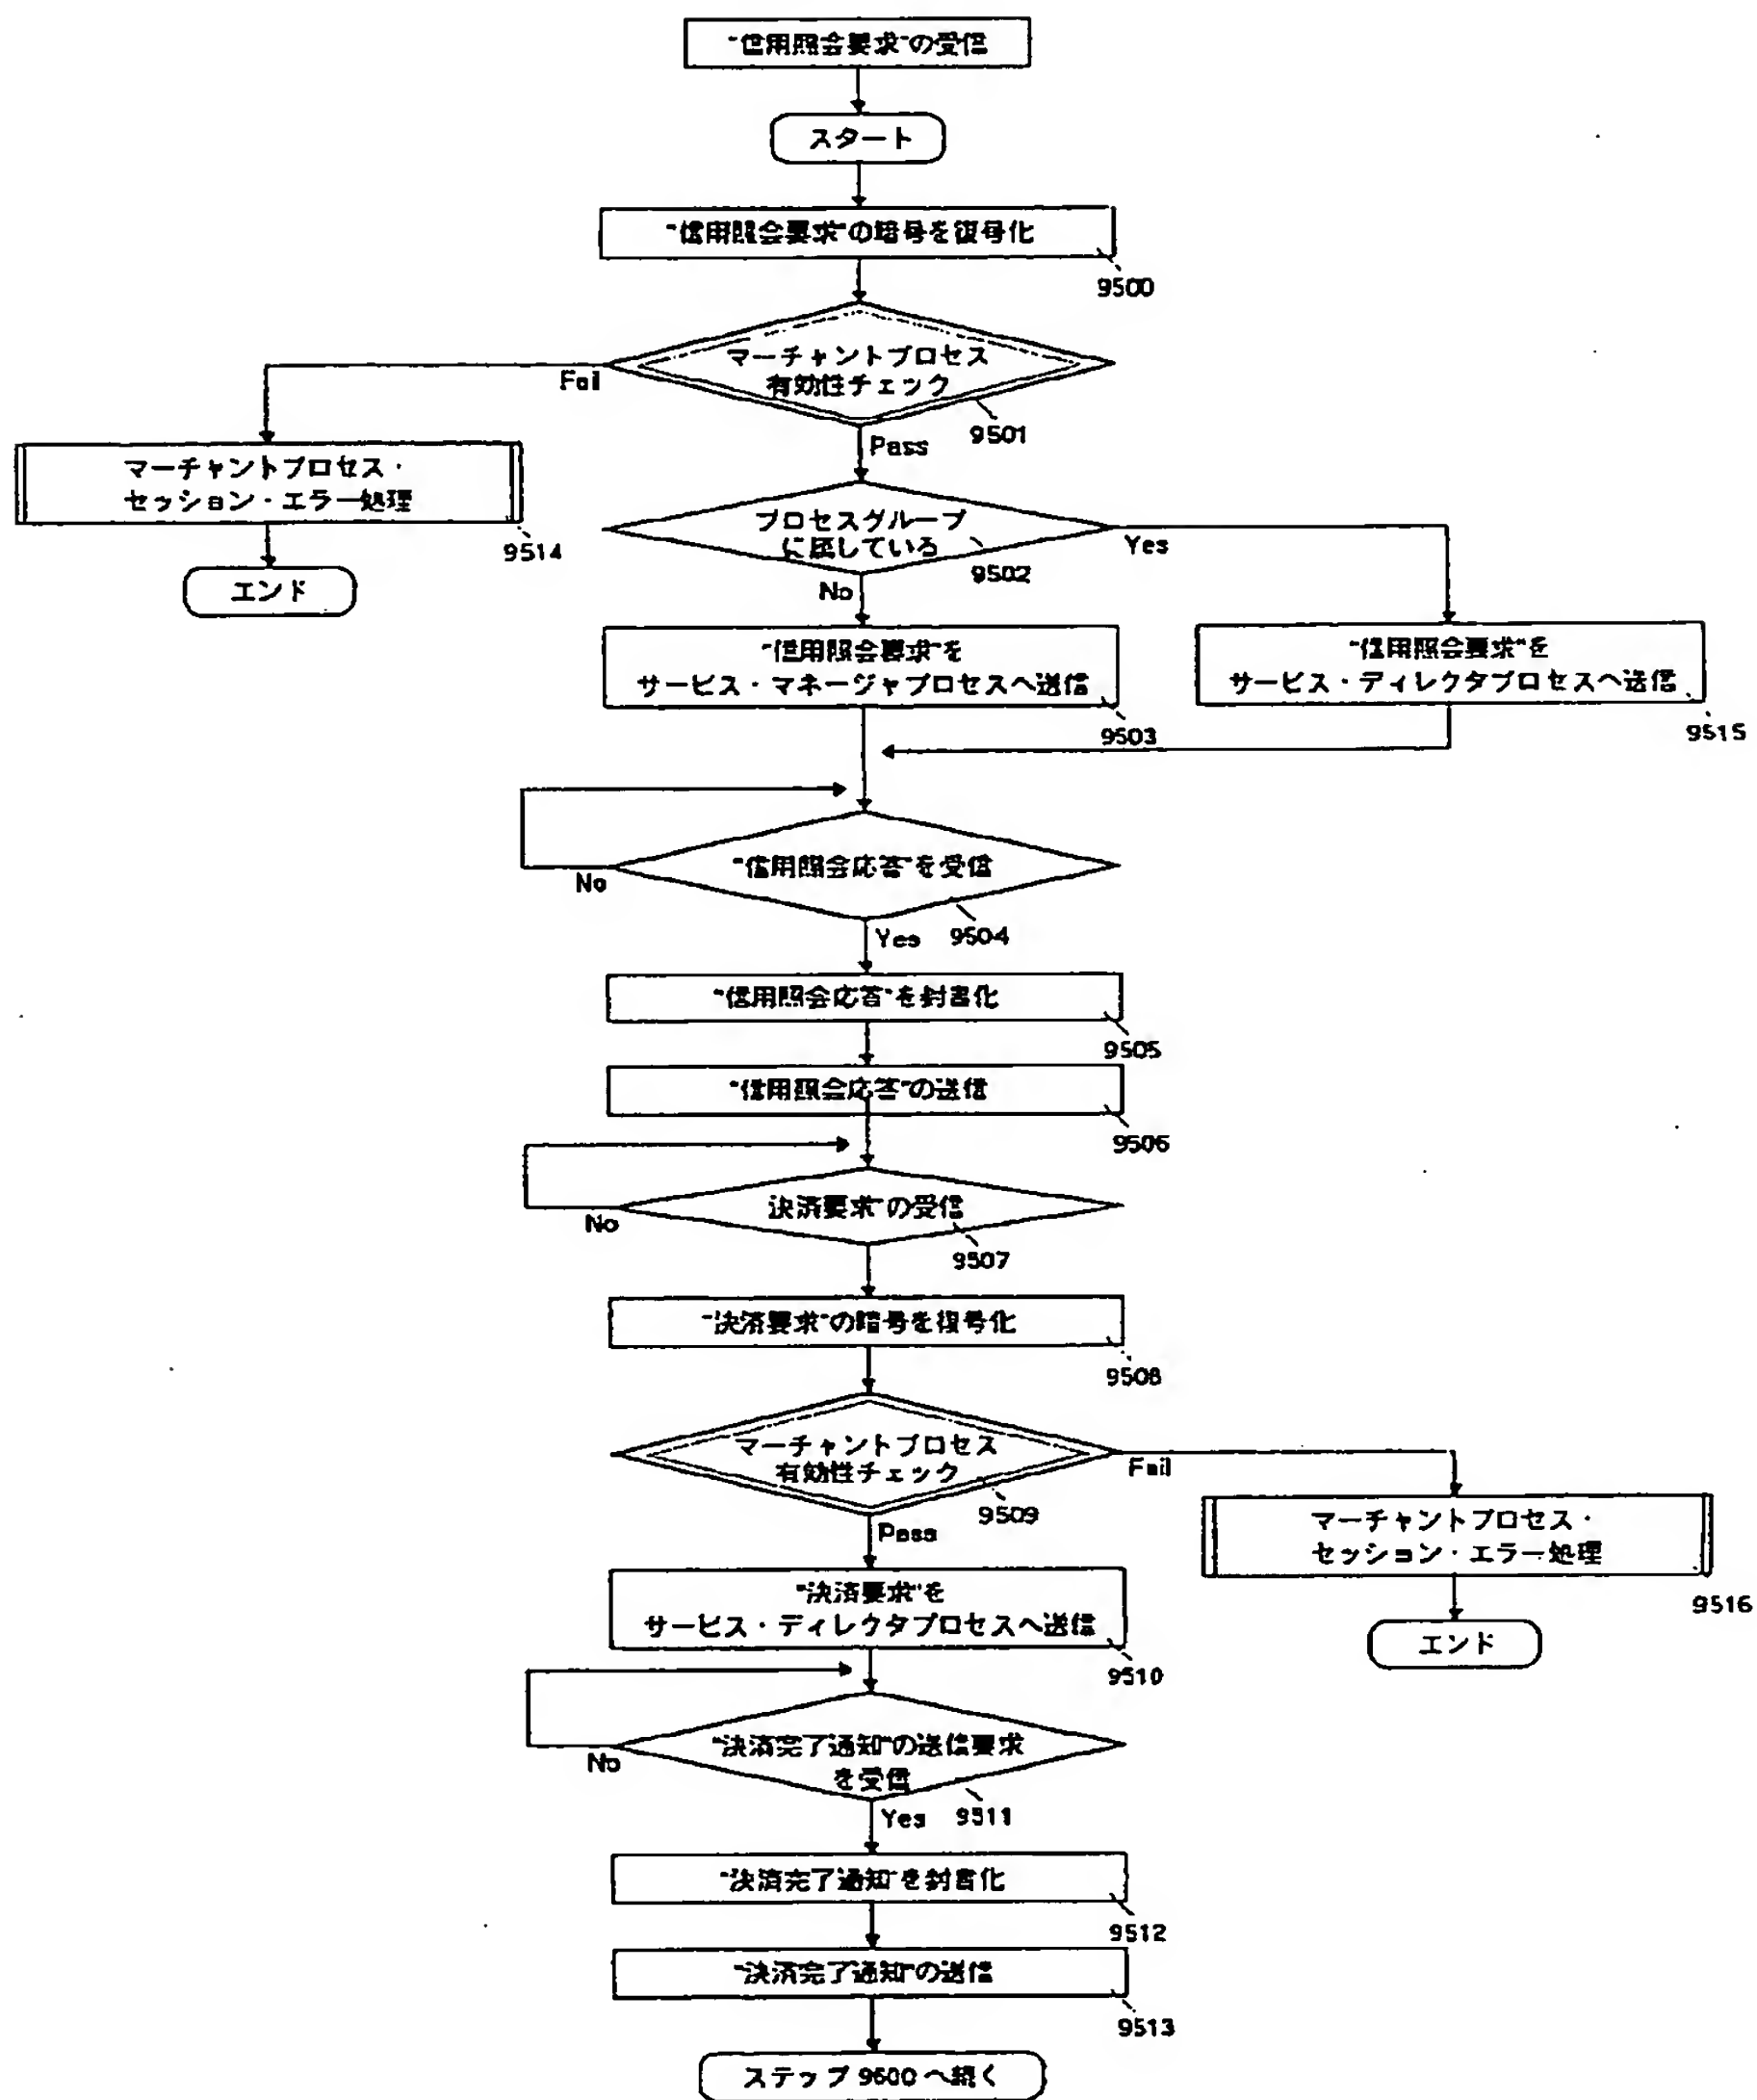 "信用照会要求"の受信
スタート
"信用照会要求"の暗号を復号化
9500
マーチャントプロセス
有効性チェック
9501
Fail
Pass
マーチャントプロセス・
セッション・エラー処理
9514
エンド
プロセスグループ
に属している
9502
Yes
No
"信用照会要求"を
サービス・マネージャプロセスへ送信
9503
"信用照会要求"を
サービス・ディレクタプロセスへ送信
9515
"信用照会応答"を受信
No
9504
Yes
"信用照会応答"を封書化
9505
"信用照会応答"の送信
9506
決済要求"の受信
No
9507
"決済要求"の暗号を復号化
9508
マーチャントプロセス
有効性チェック
9509
Fail
Pass
マーチャントプロセス・
セッション・エラー処理
9516
エンド
"決済要求"を
サービス・ディレクタプロセスへ送信
9510
"決済完了通知"の送信要求
を受信
No
9511
Yes
"決済完了通知"を封書化
9512
"決済完了通知"の送信
9513
ステップ 9600 へ続く